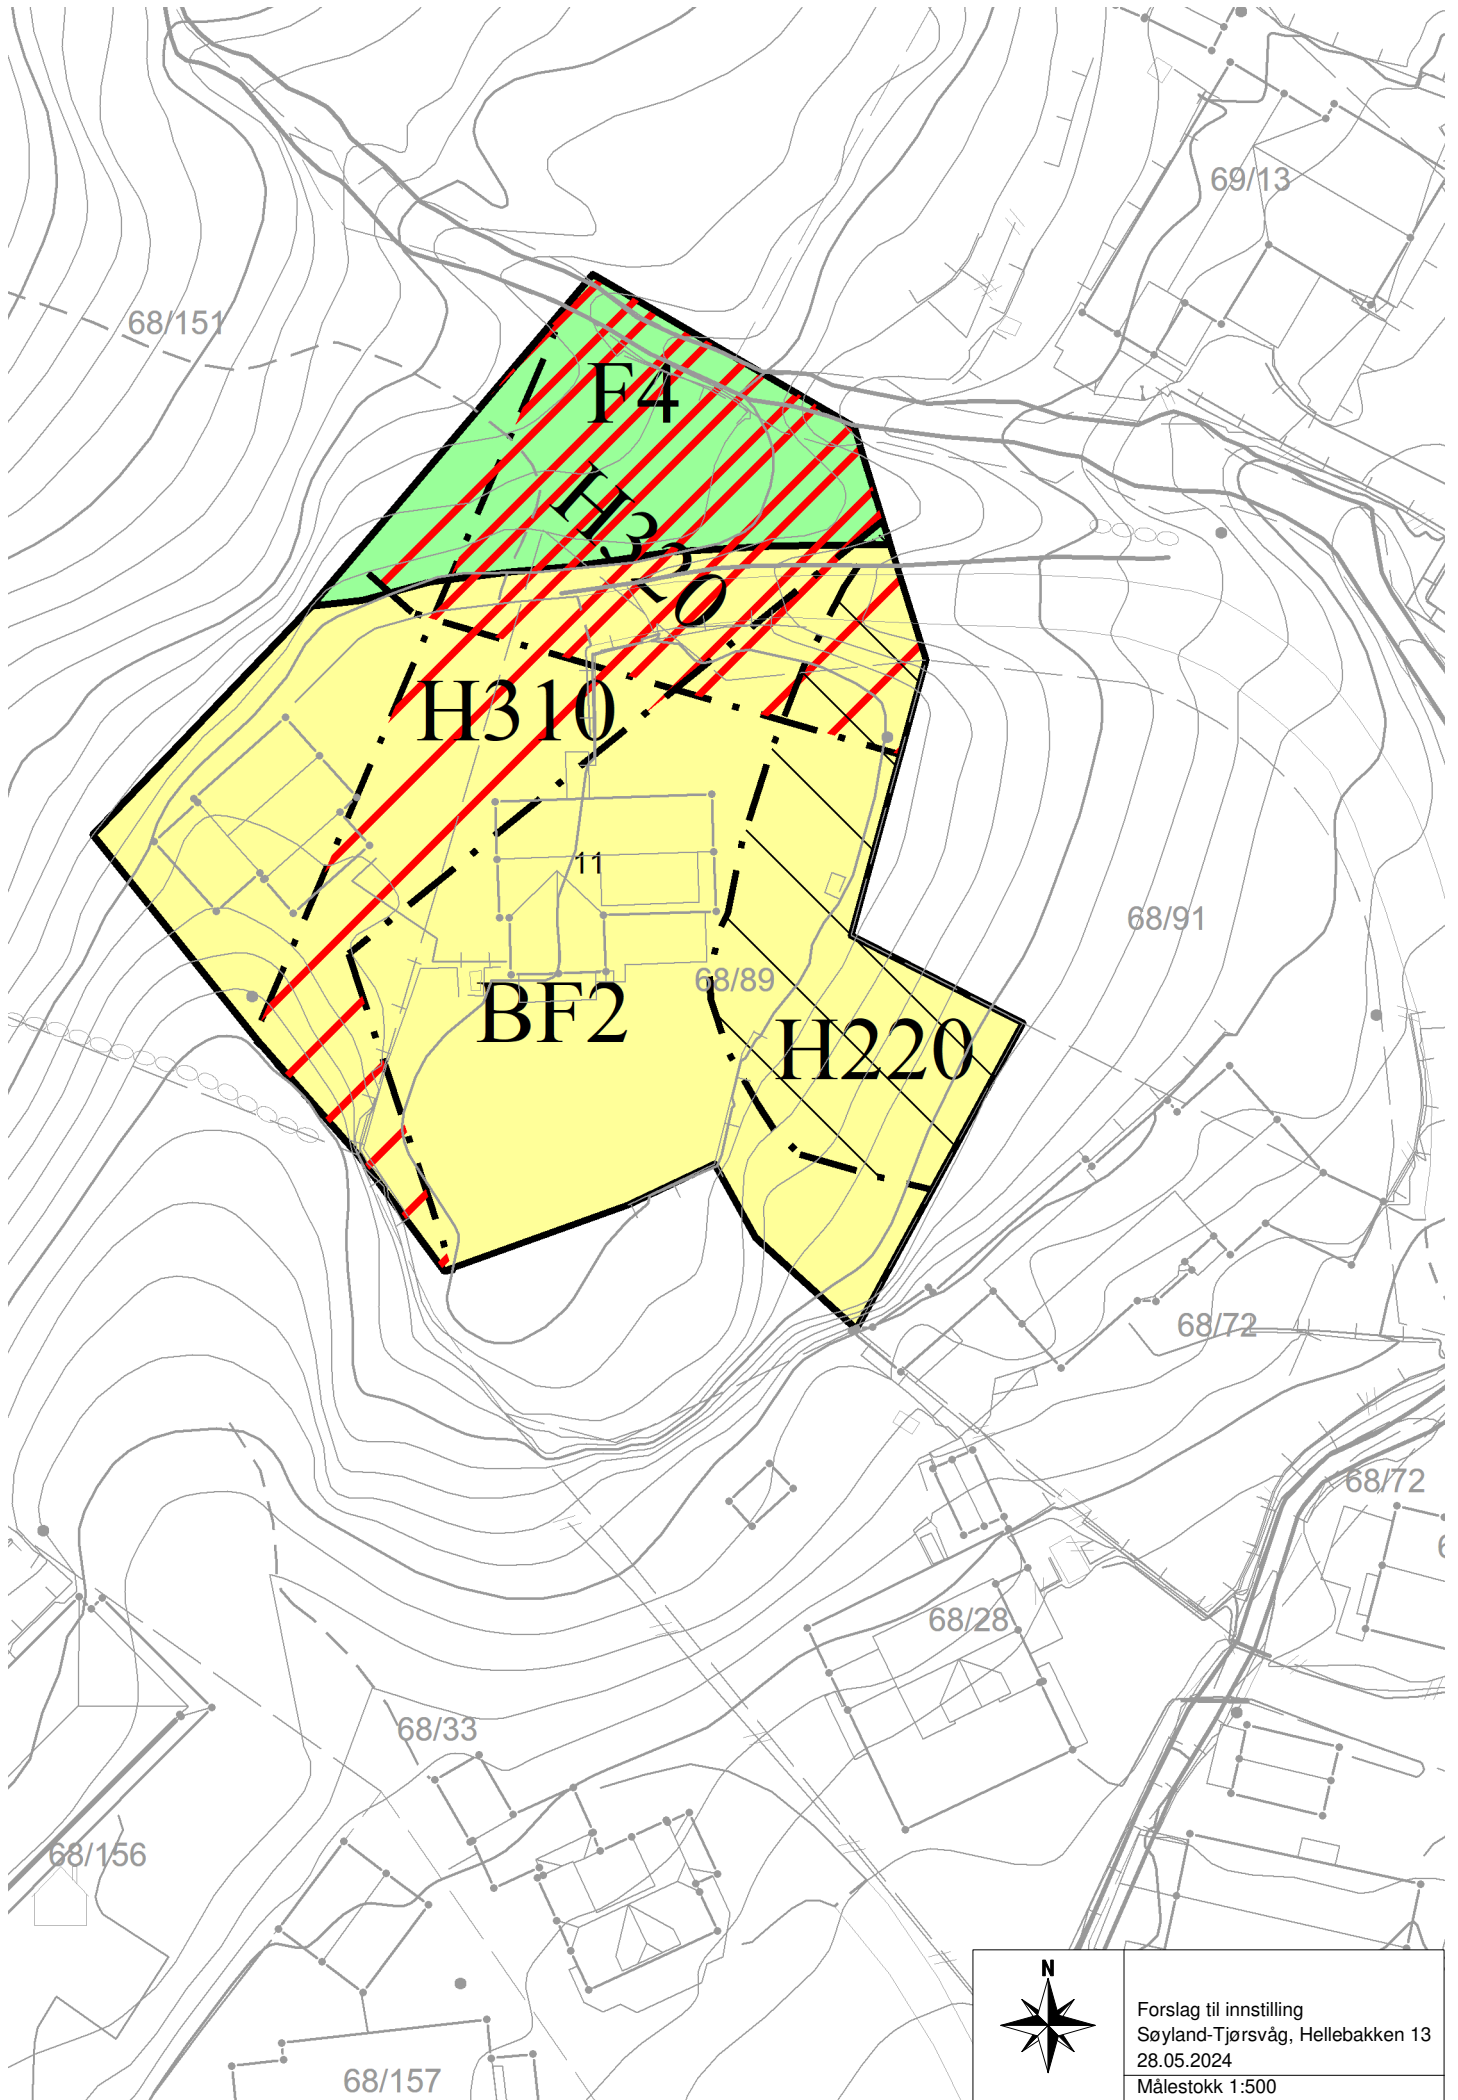 69/13
68/151
F4
H320
H310
11
68/91
68/89
BF2
H220
68/72
68/72
68/28
68/33
68/156
N
Forslag til innstilling
Søyland-Tjørsvåg, Hellebakken 13
28.05.2024
68/157
Målestokk 1:500